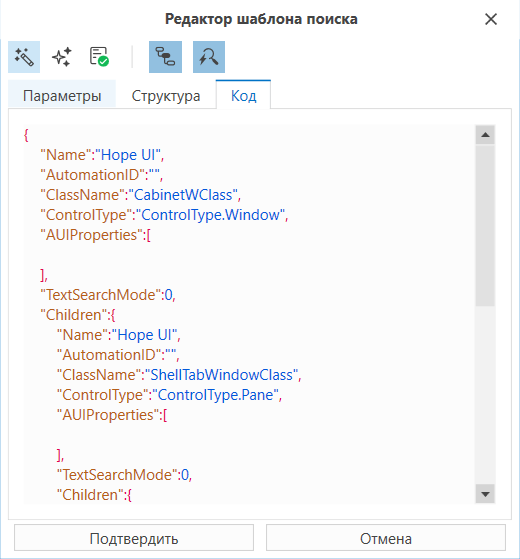 Редактор шаблона поиска
Параметры Структура Код
{
"Name":"Hope UI",
"AutomationID":"",
"ClassName":"CabinetWClass",
"ControlType":"ControlType.Window",
"AUIProperties":[
],
"TextSearchMode":0,
"Children":{
"Name":"Hope UI",
"AutomationID":"",
"ClassName":"ShellTabWindowClass",
"ControlType":"ControlType.Pane",
"AUIProperties":[
],
"TextSearchMode":0,
"Children":{
Подтвердить Отмена